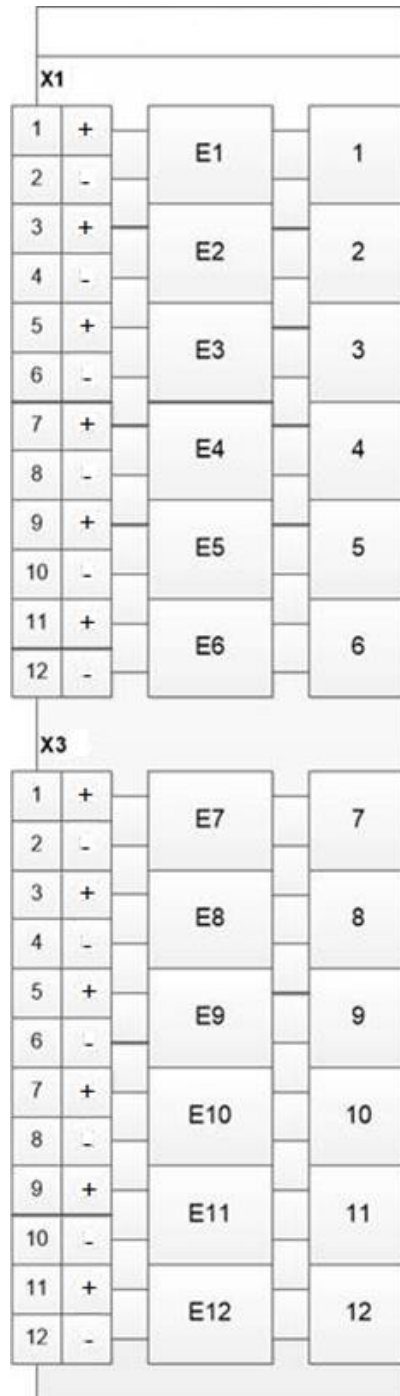 X1
1 + E1 1
2 -
3 + E2 2
4 -
5 + E3 3
6 -
7 + E4 4
8 -
9 + E5 5
10 -
11 + E6 6
12 -
X3
1 + E7 7
2 -
3 + E8 8
4 -
5 + E9 9
6 -
7 + E10 10
8 -
9 + E11 11
10 -
11 + E12 12
12 -